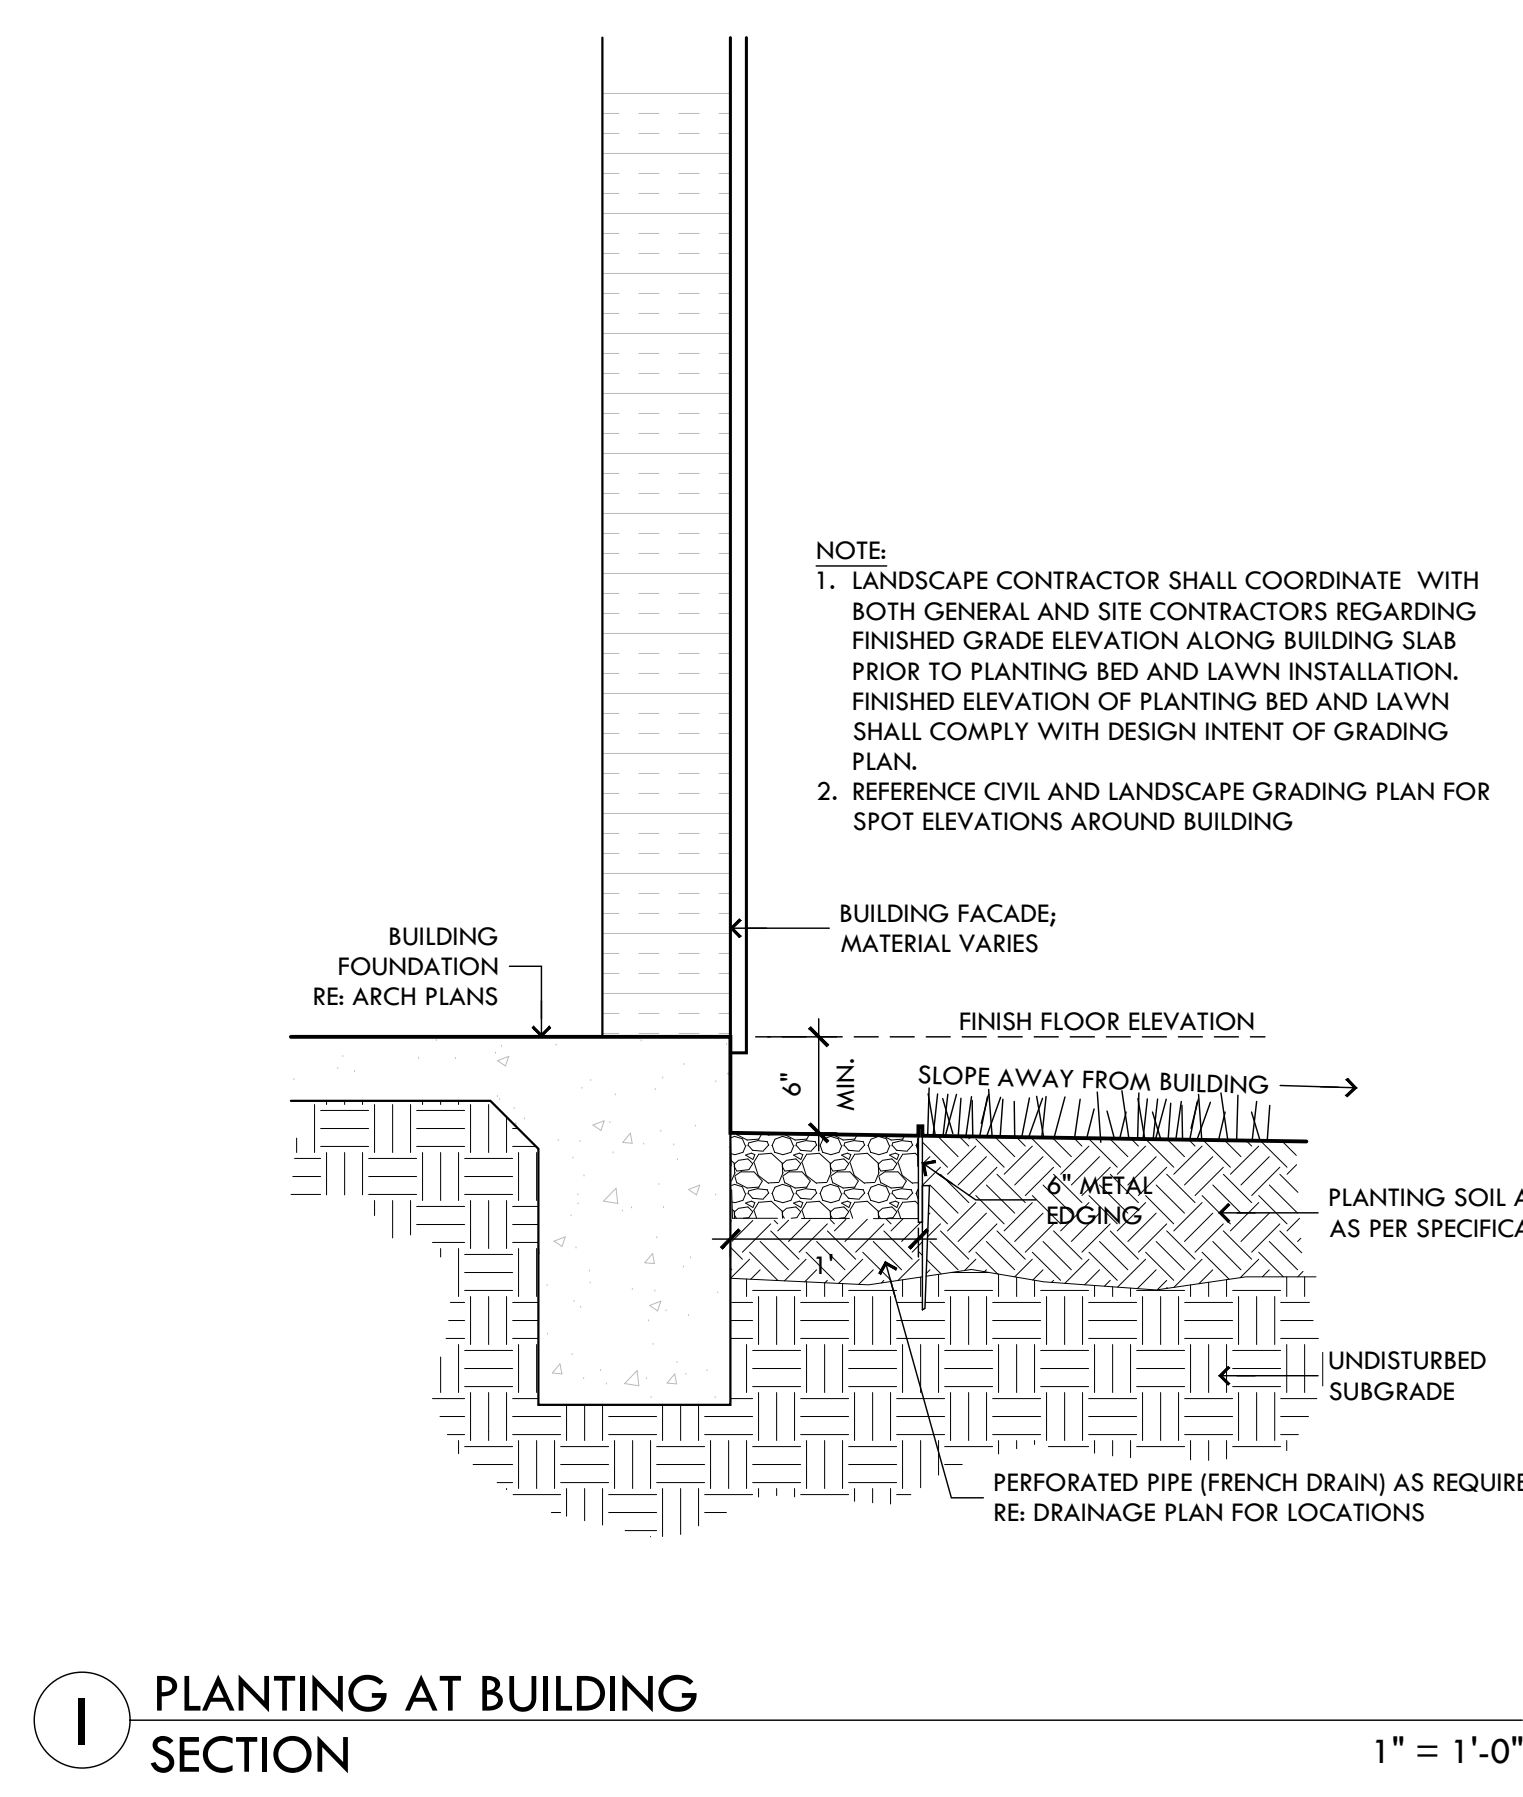 NOTE:
1. LANDSCAPE CONTRACTOR SHALL COORDINATE WITH
BOTH GENERAL AND SITE CONTRACTORS REGARDING
FINISHED GRADE ELEVATION ALONG BUILDING SLAB
PRIOR TO PLANTING BED AND LAWN INSTALLATION.
FINISHED ELEVATION OF PLANTING BED AND LAWN
SHALL COMPLY WITH DESIGN INTENT OF GRADING
PLAN.
2. REFERENCE CIVIL AND LANDSCAPE GRADING PLAN FOR
SPOT ELEVATIONS AROUND BUILDING
BUILDING FACADE;
MATERIAL VARIES
BUILDING
FOUNDATION
RE: ARCH PLANS
FINISH FLOOR ELEVATION
6"
MIN.
SLOPE AWAY FROM BUILDING
6" METAL
EDGING
PLANTING SOIL
AS PER
1'
UNDISTURBED
SUBGRADE
PERFORATED PIPE (FRENCH DRAIN) AS
RE: DRAINAGE PLAN FOR LOCATIONS
I
PLANTING AT BUILDING
SECTION
1" = 1'-0"